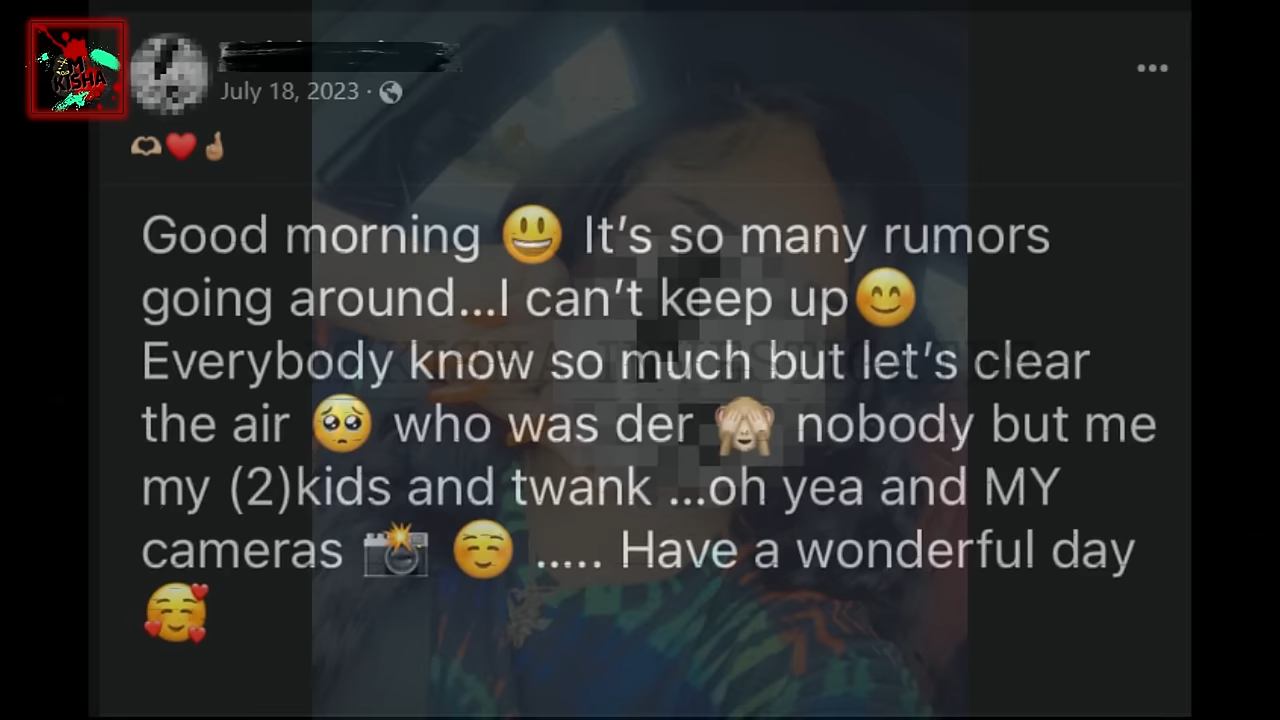 KISHA
July 18, 2023 ·
🫶🏼❤️🤞🏼
Good morning 😃 It's so many rumors
going around...I can't keep up😊
Everybody know so much but let's clear
the air 🥺 who was der 🙈 nobody but me
my (2)kids and twank ...oh yea and MY
cameras 📸 ☺️ ..... Have a wonderful day
🥰